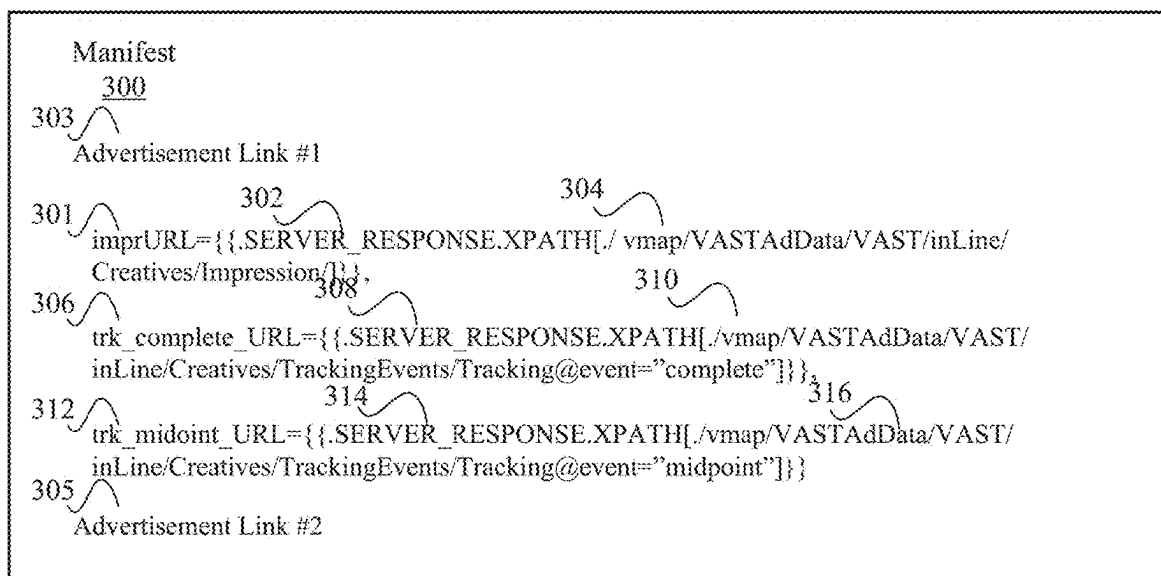 Manifest
300
303
Advertisement Link #1
302 304
301
imprURL={{.SERVER_RESPONSE.XPATH[./ vmap/VASTAdData/VAST/inLine/
Creatives/Impression/]}},
306 308 310
trk_complete_URL={{.SERVER_RESPONSE.XPATH[./vmap/VASTAdData/VAST/
inLine/Creatives/TrackingEvents/Tracking@event=”complete”]}},
312 314 316
trk_midoint_URL={{.SERVER_RESPONSE.XPATH[./vmap/VASTAdData/VAST/
inLine/Creatives/TrackingEvents/Tracking@event=”midpoint”]}}
305
Advertisement Link #2